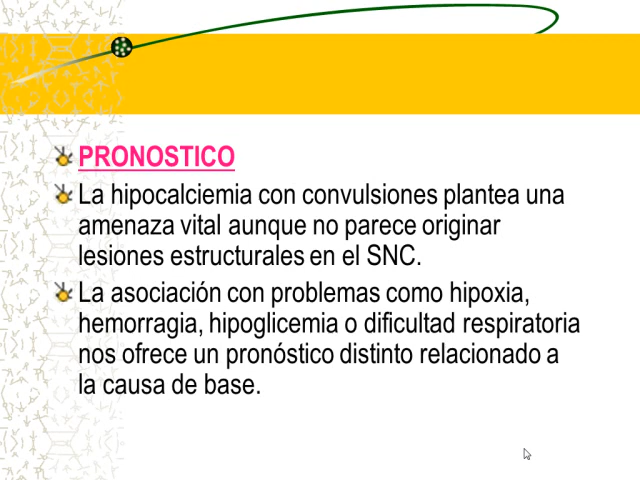 PRONOSTICO
La hipocalciemia con convulsiones plantea una
amenaza vital aunque no parece originar
lesiones estructurales en el SNC.
La asociación con problemas como hipoxia,
hemorragia, hipoglicemia o dificultad respiratoria
nos ofrece un pronóstico distinto relacionado a
la causa de base.